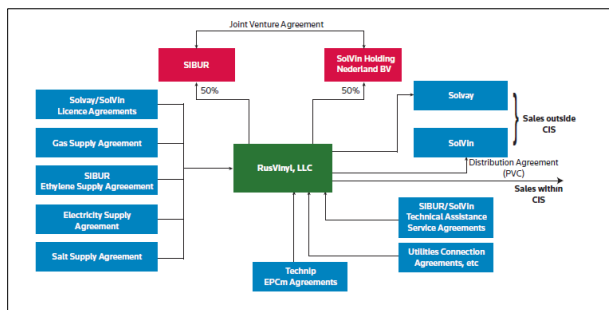 Joint Venture Agreement
SIBUR
SolVin Holding
Nederland BV
50%
50%
Solvay/SolVin
Licence Agreements
Gas Supply Agreement
SIBUR
Ethylene Supply Agreeement
Electricity Supply
Agreement
Salt Supply Agreement
RusVinyl, LLC
Solvay
SolVin
Sales outside
CIS
Distribution Agreement
(PVC)
Sales within
CIS
SIBUR/SolVin
Technical Assistance
Service Agreements
Utilities Connection
Agreements, etc
Technip
EPCm Agreements